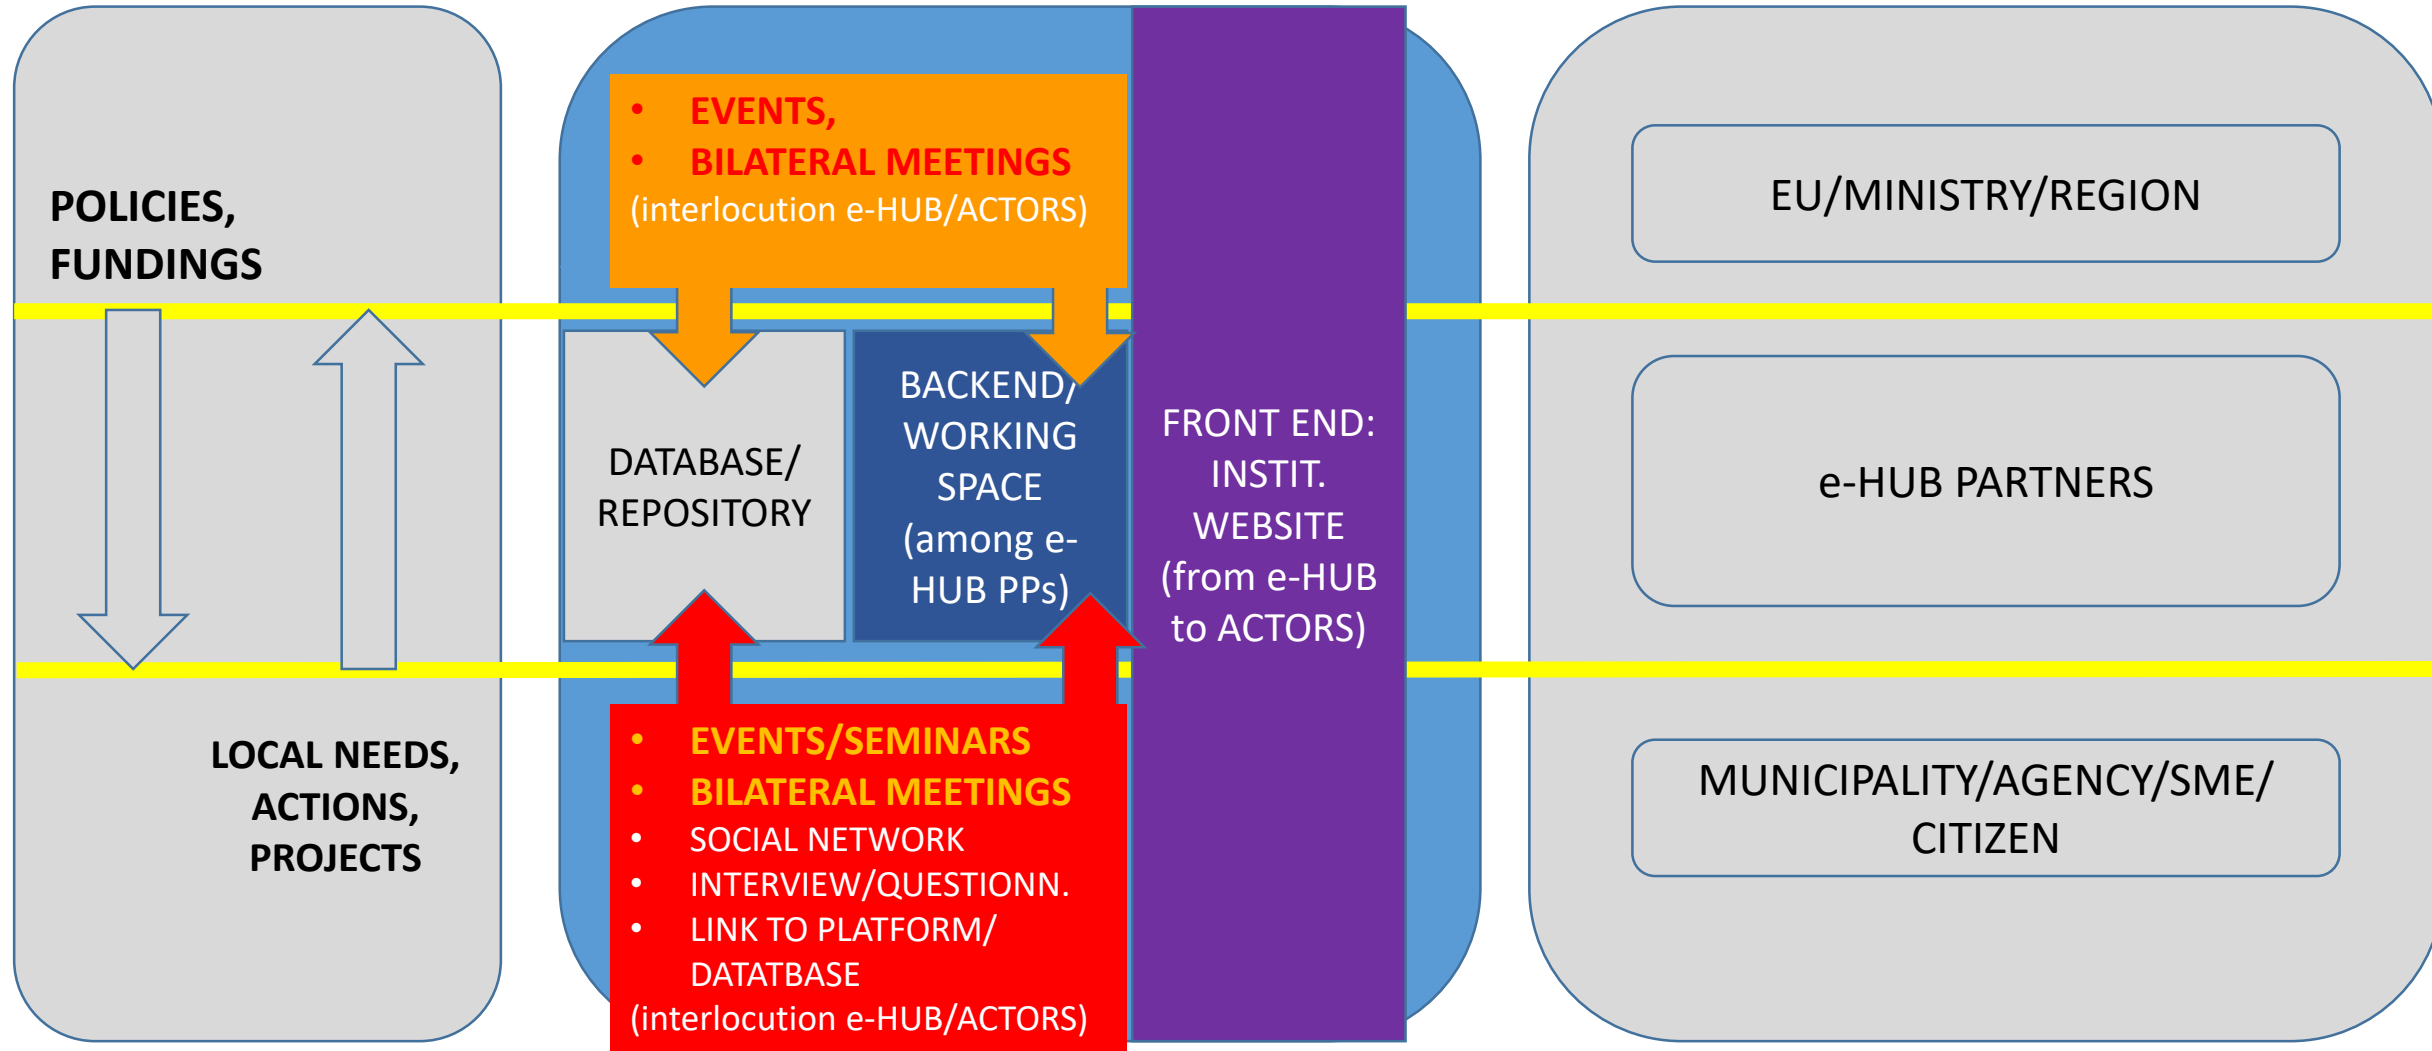 POLICIES,
FUNDINGS
LOCAL NEEDS,
ACTIONS,
PROJECTS
• EVENTS,
• BILATERAL MEETINGS
(interlocution e-HUB/ACTORS)
DATABASE/
REPOSITORY
BACKEND/
WORKING
SPACE
(among e-
HUB PPs)
• EVENTS/SEMINARS
• BILATERAL MEETINGS
• SOCIAL NETWORK
• INTERVIEW/QUESTIONN.
• LINK TO PLATFORM/
DATATBASE
(interlocution e-HUB/ACTORS)
FRONT END:
INSTIT.
WEBSITE
(from e-HUB
to ACTORS)
EU/MINISTRY/REGION
e-HUB PARTNERS
MUNICIPALITY/AGENCY/SME/
CITIZEN